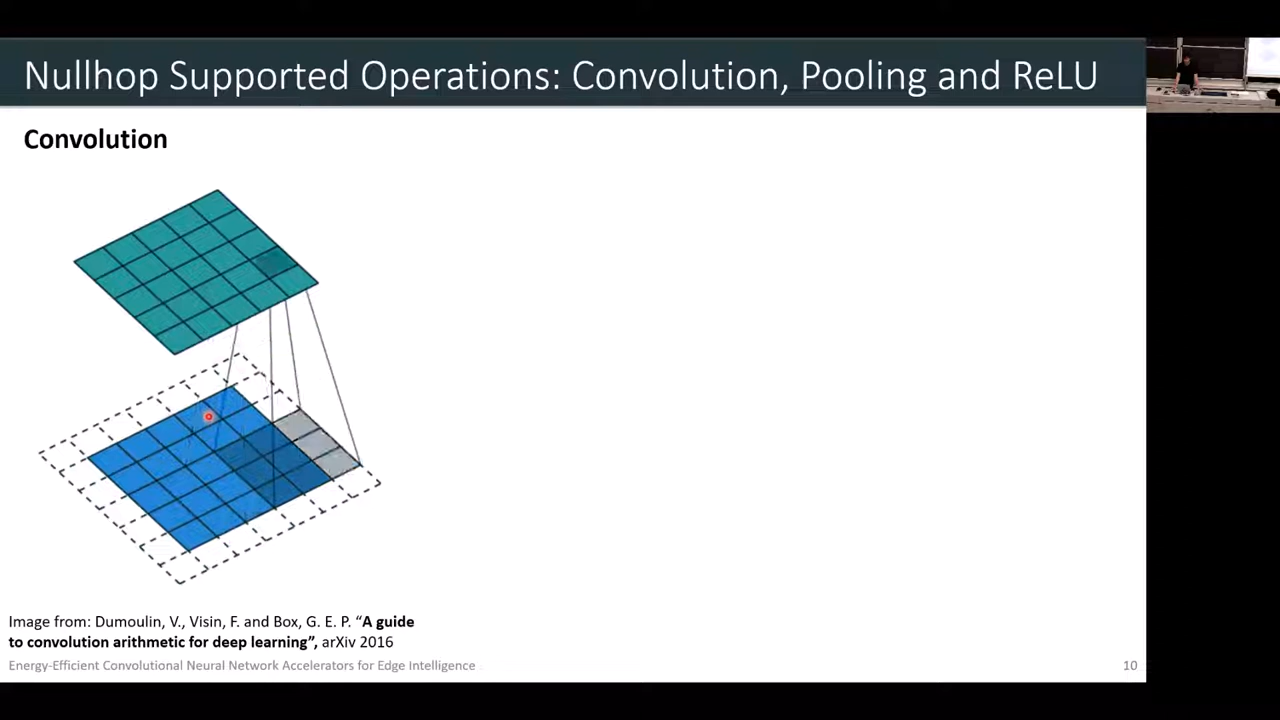 Nullhop Supported Operations: Convolution, Pooling and ReLU
Convolution
Image from: Dumoulin, V., Visin, F. and Box, G. E. P. “A guide
to convolution arithmetic for deep learning”, arXiv 2016
Energy-Efficient Convolutional Neural Network Accelerators for Edge Intelligence
10